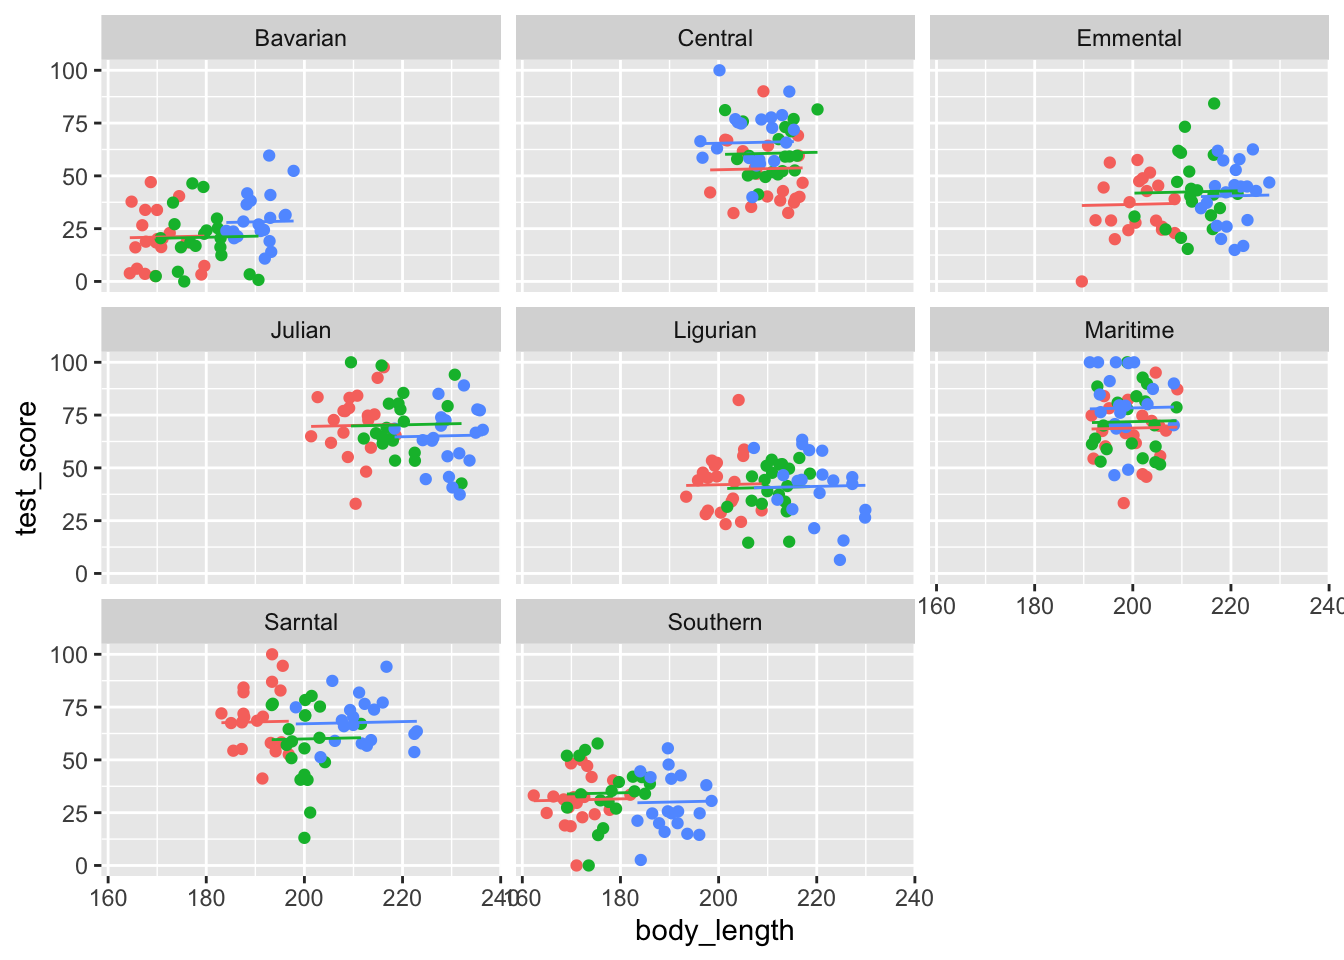 Bavarian Central Emmental
100
75
50
25
0
Julian Ligurian Maritime
100
75
50
25
0
160 180 200 220 240
Sarntal Southern
100
75
50
25
0
160 180 200 220 240 160 180 200 220 240
body_length
test_score